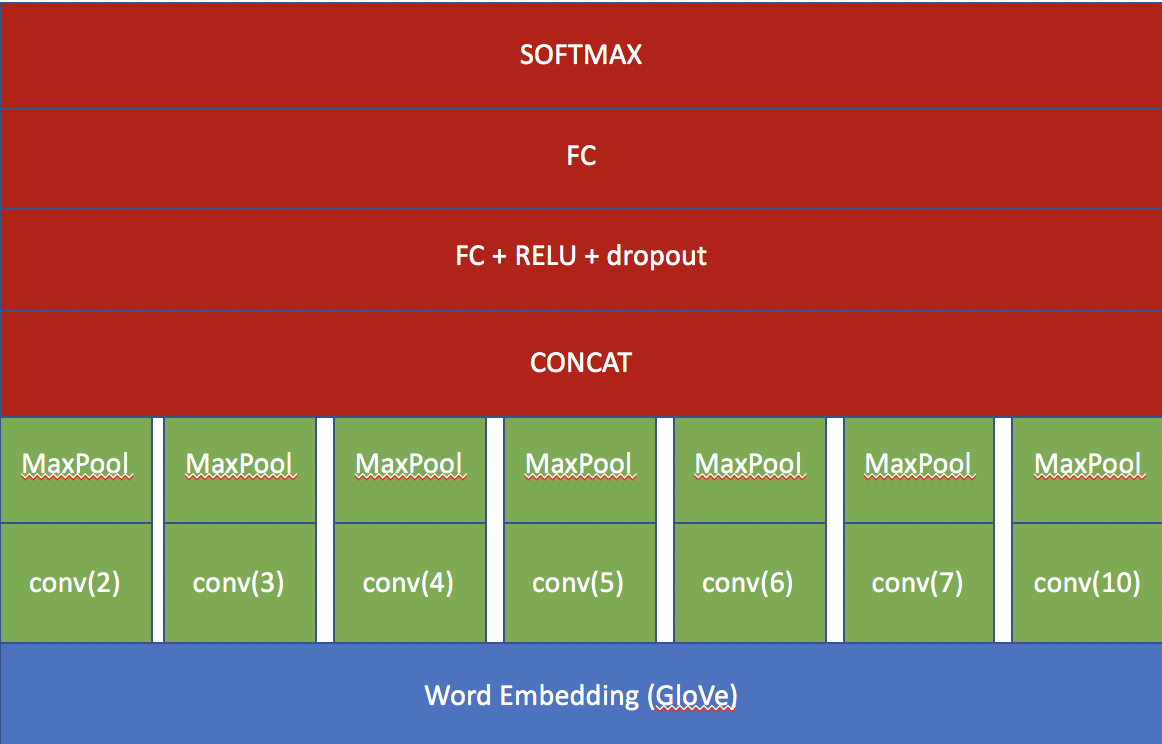 SOFTMAX
FC
FC + RELU + dropout
CONCAT
MaxPool MaxPool MaxPool MaxPool MaxPool MaxPool MaxPool
conv(2) conv(3) conv(4) conv(5) conv(6) conv(7) conv(10)
Word Embedding (GloVe)